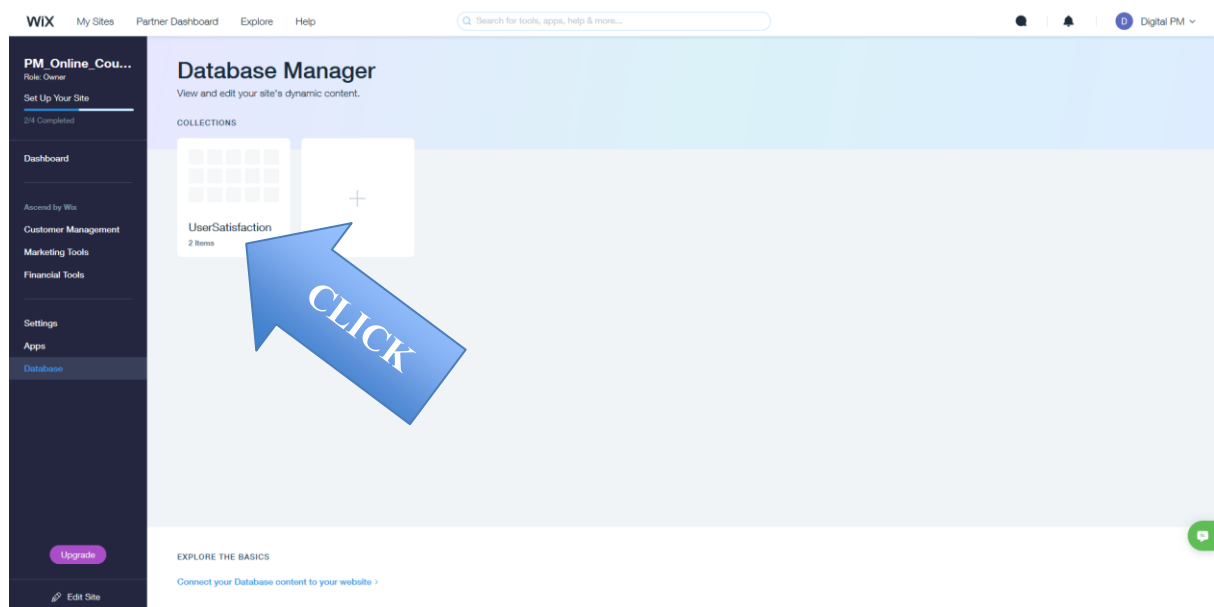 WiX My Sites Partner Dashboard Explore Help Search for tools, apps, help & more... D Digital PM
PM_Online_Cou...
Role: Owner
Set Up Your Site
2/4 Completed
Dashboard
Ascend by Wix
Customer Management
Marketing Tools
Financial Tools
Settings
Apps
Database
Upgrade
Edit Site
Database Manager
View and edit your site's dynamic content.
COLLECTIONS
UserSatisfaction
2 Items
CLICK
EXPLORE THE BASICS
Connect your Database content to your website >